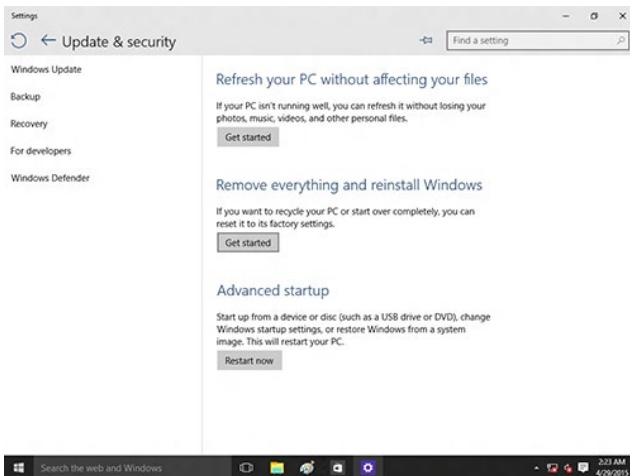 Settings
Update & security
Find a setting
Windows Update
Backup
Recovery
For developers
Windows Defender
Refresh your PC without affecting your files
If your PC isn't running well, you can refresh it without losing your
photos, music, videos, and other personal files.
Get started
Remove everything and reinstall Windows
If you want to recycle your PC or start over completely, you can
reset it to its factory settings.
Get started
Advanced startup
Start up from a device or disc (such as a USB drive or DVD), change
Windows startup settings, or restore Windows from a system
image. This will restart your PC.
Restart now
Search the web and Windows
2:23 AM
4/29/2015